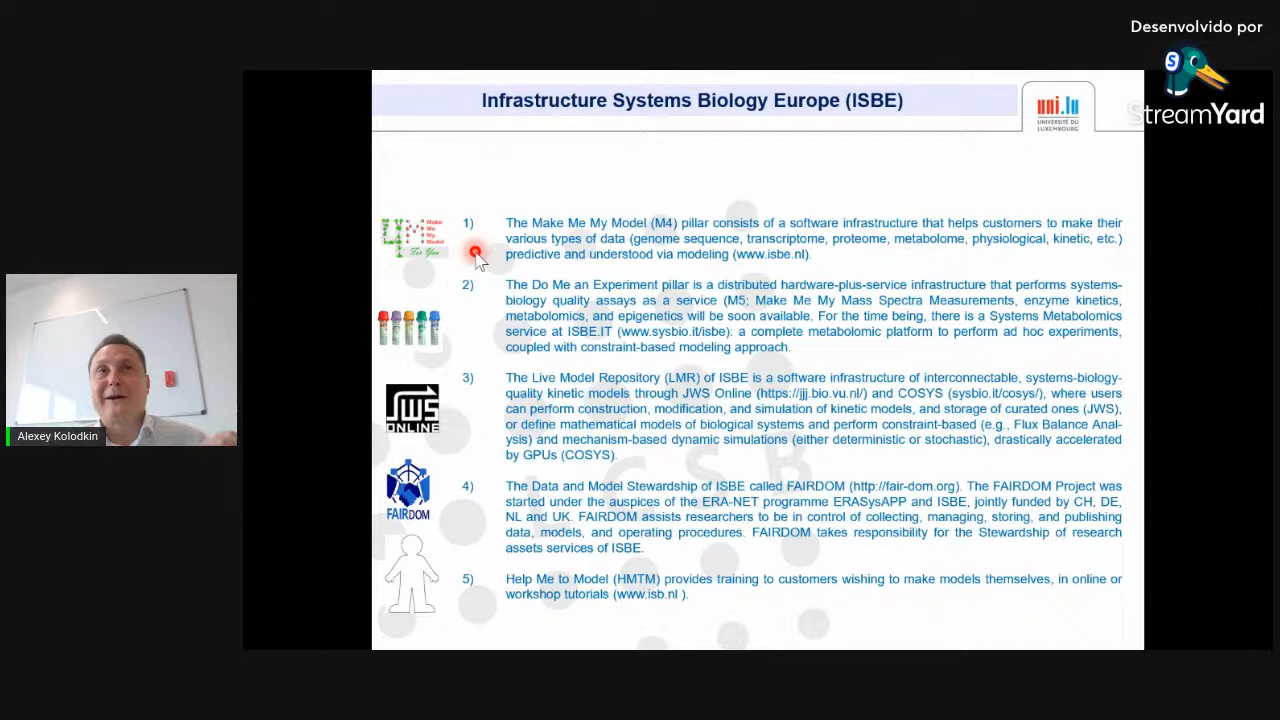 Desenvolvido por
StreamYard
Infrastructure Systems Biology Europe (ISBE)
uni.lu
UNIVERSITÉ DU
LUXEMBOURG
4M
Make
Me
My
Model
For You
1) The Make Me My Model (M4) pillar consists of a software infrastructure that helps customers to make their
various types of data (genome sequence, transcriptome, proteome, metabolome, physiological, kinetic, etc.)
predictive and understood via modeling (www.isbe.nl).
2) The Do Me an Experiment pillar is a distributed hardware-plus-service infrastructure that performs systems-
biology quality assays as a service (M5; Make Me My Mass Spectra Measurements, enzyme kinetics,
metabolomics, and epigenetics will be soon available. For the time being, there is a Systems Metabolomics
service at ISBE.IT (www.sysbio.it/isbe): a complete metabolomic platform to perform ad hoc experiments,
coupled with constraint-based modeling approach.
JWS
ONLINE
3) The Live Model Repository (LMR) of ISBE is a software infrastructure of interconnectable, systems-biology-
quality kinetic models through JWS Online (https://jjj.bio.vu.nl/) and COSYS (sysbio.it/cosys/), where users
can perform construction, modification, and simulation of kinetic models, and storage of curated ones (JWS),
or define mathematical models of biological systems and perform constraint-based (e.g., Flux Balance Anal-
ysis) and mechanism-based dynamic simulations (either deterministic or stochastic), drastically accelerated
by GPUs (COSYS).
FAIRDOM
4) The Data and Model Stewardship of ISBE called FAIRDOM (http://fair-dom.org). The FAIRDOM Project was
started under the auspices of the ERA-NET programme ERASysAPP and ISBE, jointly funded by CH, DE,
NL and UK. FAIRDOM assists researchers to be in control of collecting, managing, storing, and publishing
data, models, and operating procedures. FAIRDOM takes responsibility for the Stewardship of research
assets services of ISBE.
5) Help Me to Model (HMTM) provides training to customers wishing to make models themselves, in online or
workshop tutorials (www.isb.nl ).
LCSB
Alexey Kolodkin